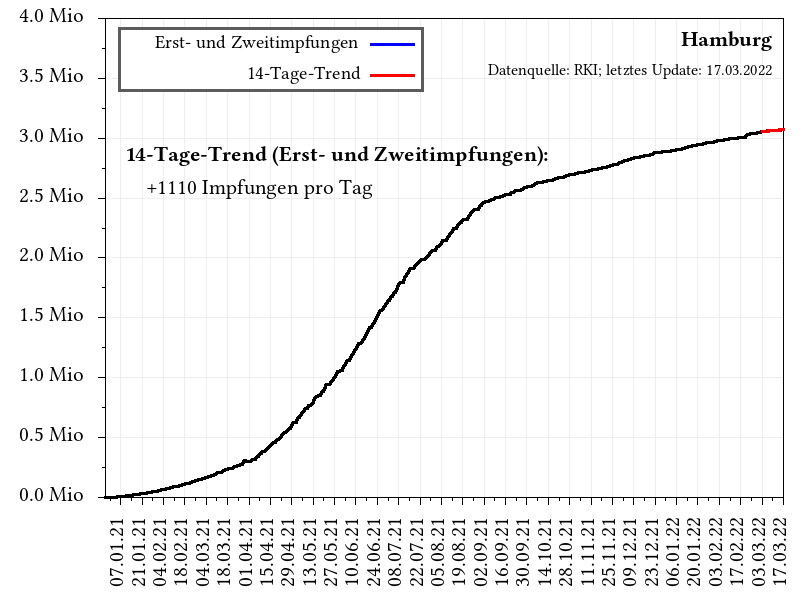 4.0 Mio
3.5 Mio
3.0 Mio
2.5 Mio
2.0 Mio
1.5 Mio
1.0 Mio
0.5 Mio
0.0 Mio
Erst- und Zweitimpfungen
14-Tage-Trend
Hamburg
Datenquelle: RKI; letztes Update: 17.03.2022
14-Tage-Trend (Erst- und Zweitimpfungen):
+1110 Impfungen pro Tag
07.01.21
21.01.21
04.02.21
18.02.21
04.03.21
18.03.21
01.04.21
15.04.21
29.04.21
13.05.21
27.05.21
10.06.21
24.06.21
08.07.21
22.07.21
05.08.21
19.08.21
02.09.21
16.09.21
30.09.21
14.10.21
28.10.21
11.11.21
25.11.21
09.12.21
23.12.21
06.01.22
20.01.22
03.02.22
17.02.22
03.03.22
17.03.22